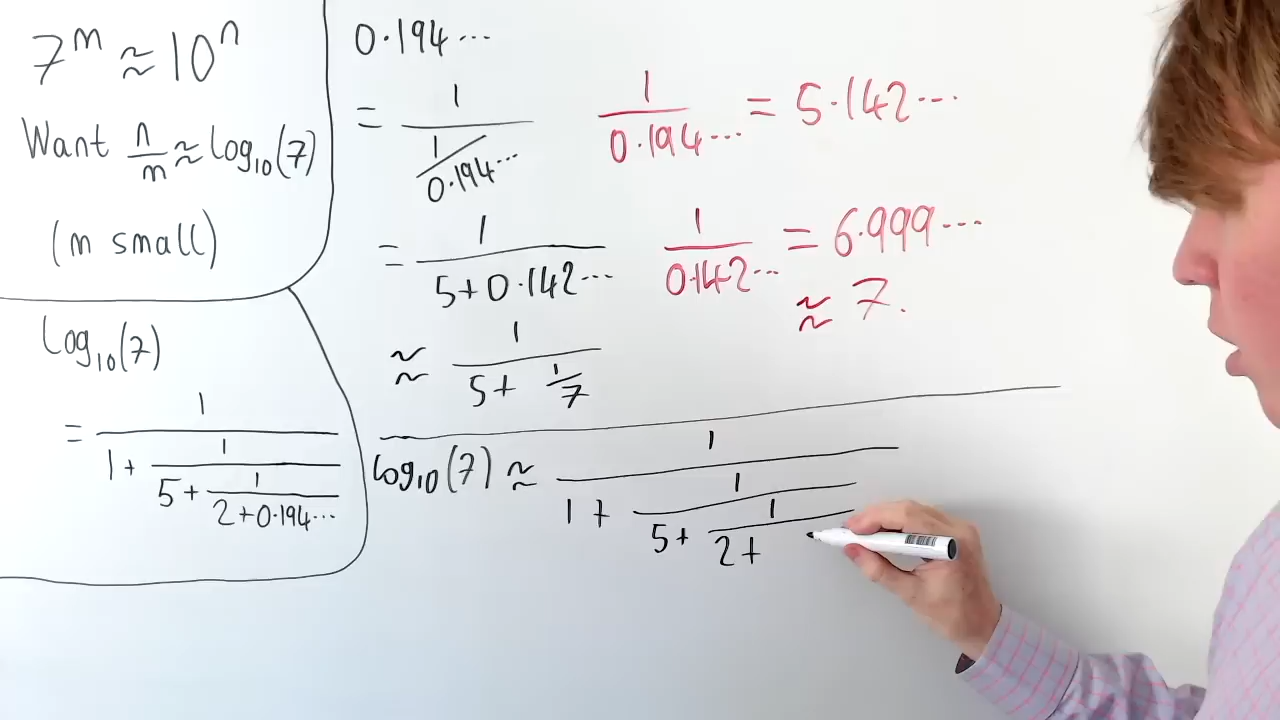 7^m ≈ 10^n
Want n/m ≈ log₁₀(7)
(m small)
log₁₀(7)
= 1/(1+ 1/(5+ 1/(2+0.194...)))
0.194...
= 1/(1/0.194...)
= 1/(5+0.142...)
≈ 1/(5+ 1/7)
1/0.194... = 5.142...
1/0.142... = 6.999...
≈ 7.
log₁₀(7) ≈ 1/(1+ 1/(5+ 1/(2+